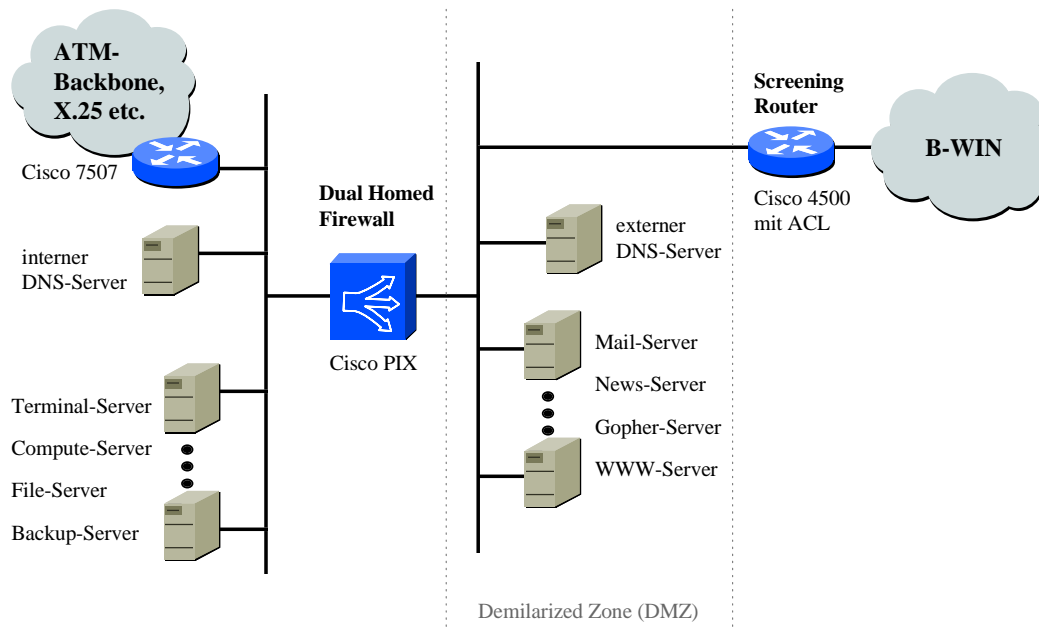 ATM-
Backbone,
X.25 etc.
Cisco 7507
interner
DNS-Server
Terminal-Server
Compute-Server
File-Server
Backup-Server
Dual Homed
Firewall
Cisco PIX
externer
DNS-Server
Mail-Server
News-Server
Gopher-Server
WWW-Server
Demilarized Zone (DMZ)
Screening
Router
Cisco 4500
mit ACL
B-WIN